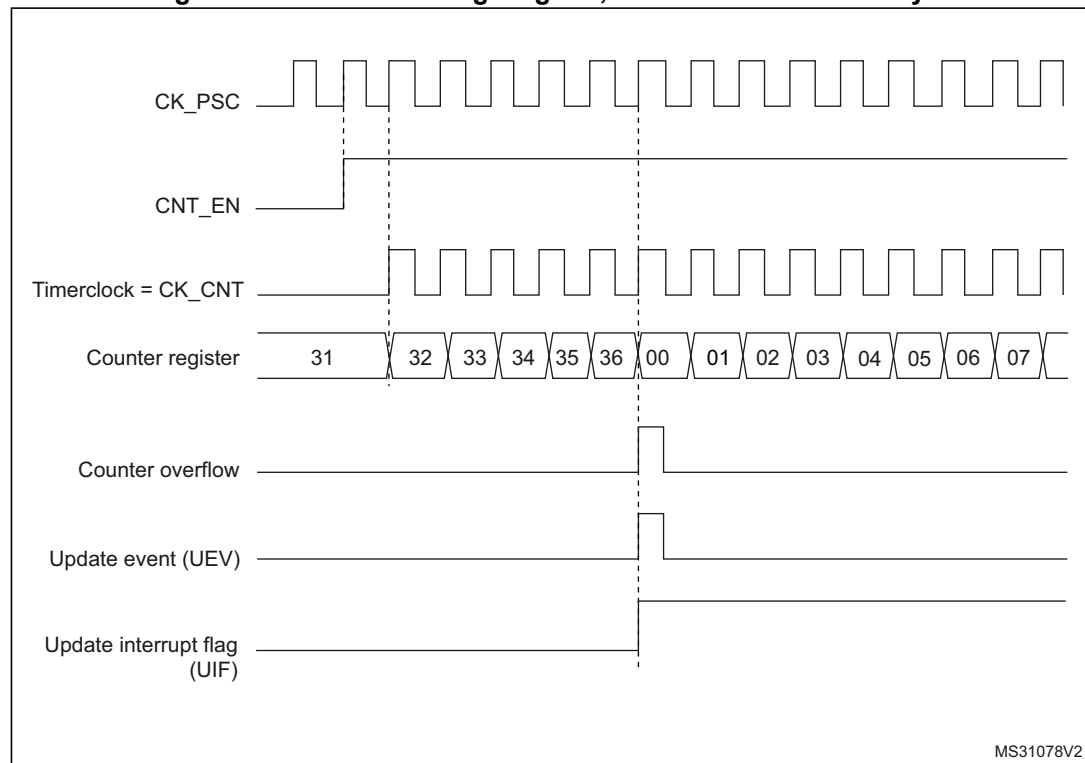 CK_PSC
CNT_EN
Timerclock = CK_CNT
Counter register 31 32 33 34 35 36 00 01 02 03 04 05 06 07
Counter overflow
Update event (UEV)
Update interrupt flag
(UIF)
MS31078V2